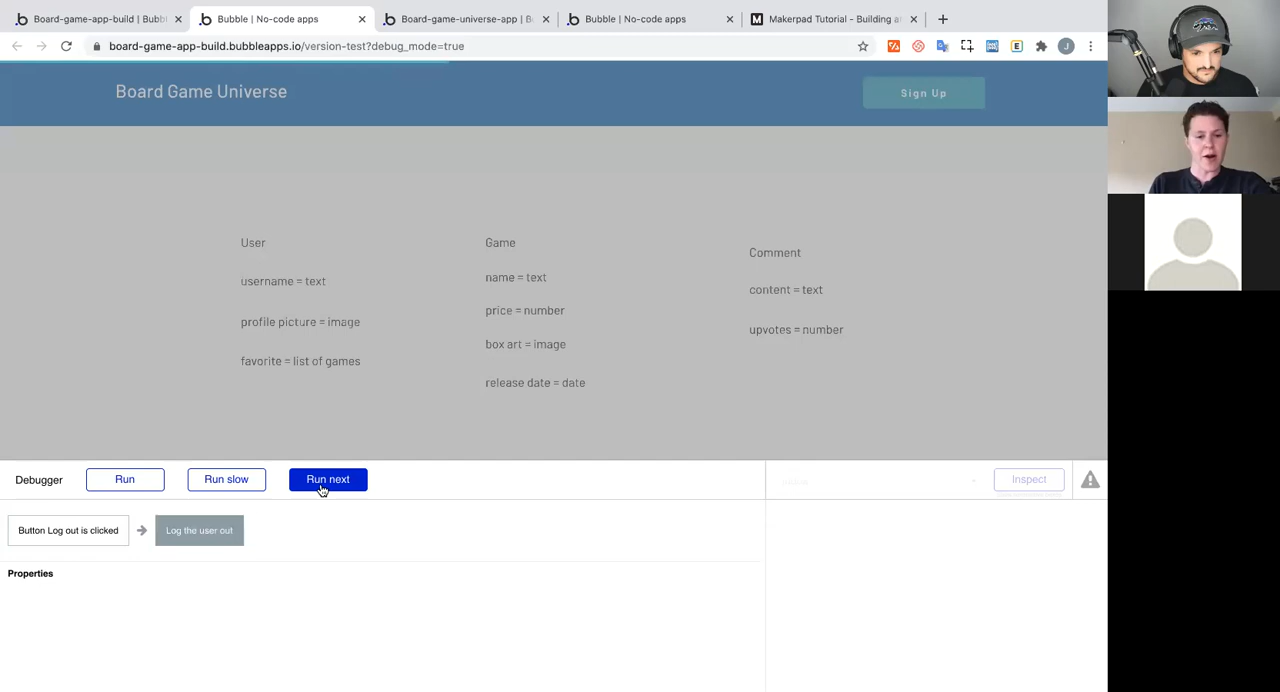 Board-game-app-build | Bubbl
Bubble | No-code apps
Board-game-universe-app | B
Bubble | No-code apps
Makerpad Tutorial - Building a
board-game-app-build.bubbleapps.io/version-test?debug_mode=true
E
J
Board Game Universe
Sign Up
User
username = text
profile picture = image
favorite = list of games
Game
name = text
price = number
box art = image
release date = date
Comment
content = text
upvotes = number
Debugger
Run
Run slow
Run next
Inspect
Button Log out is clicked
Log the user out
Properties